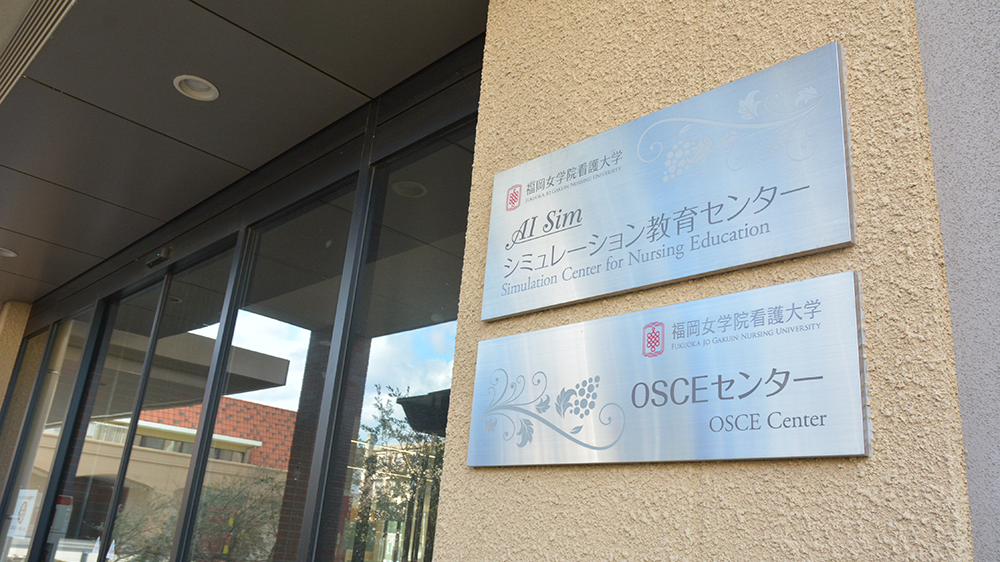 福岡女学院看護大学
FUKUOKA JO GAKUIN NURSING UNIVERSITY
AI Sim
シミュレーション教育センター
Simulation Center for Nursing Education
福岡女学院看護大学
FUKUOKA JO GAKUIN NURSING UNIVERSITY
OSCEセンター
OSCE Center